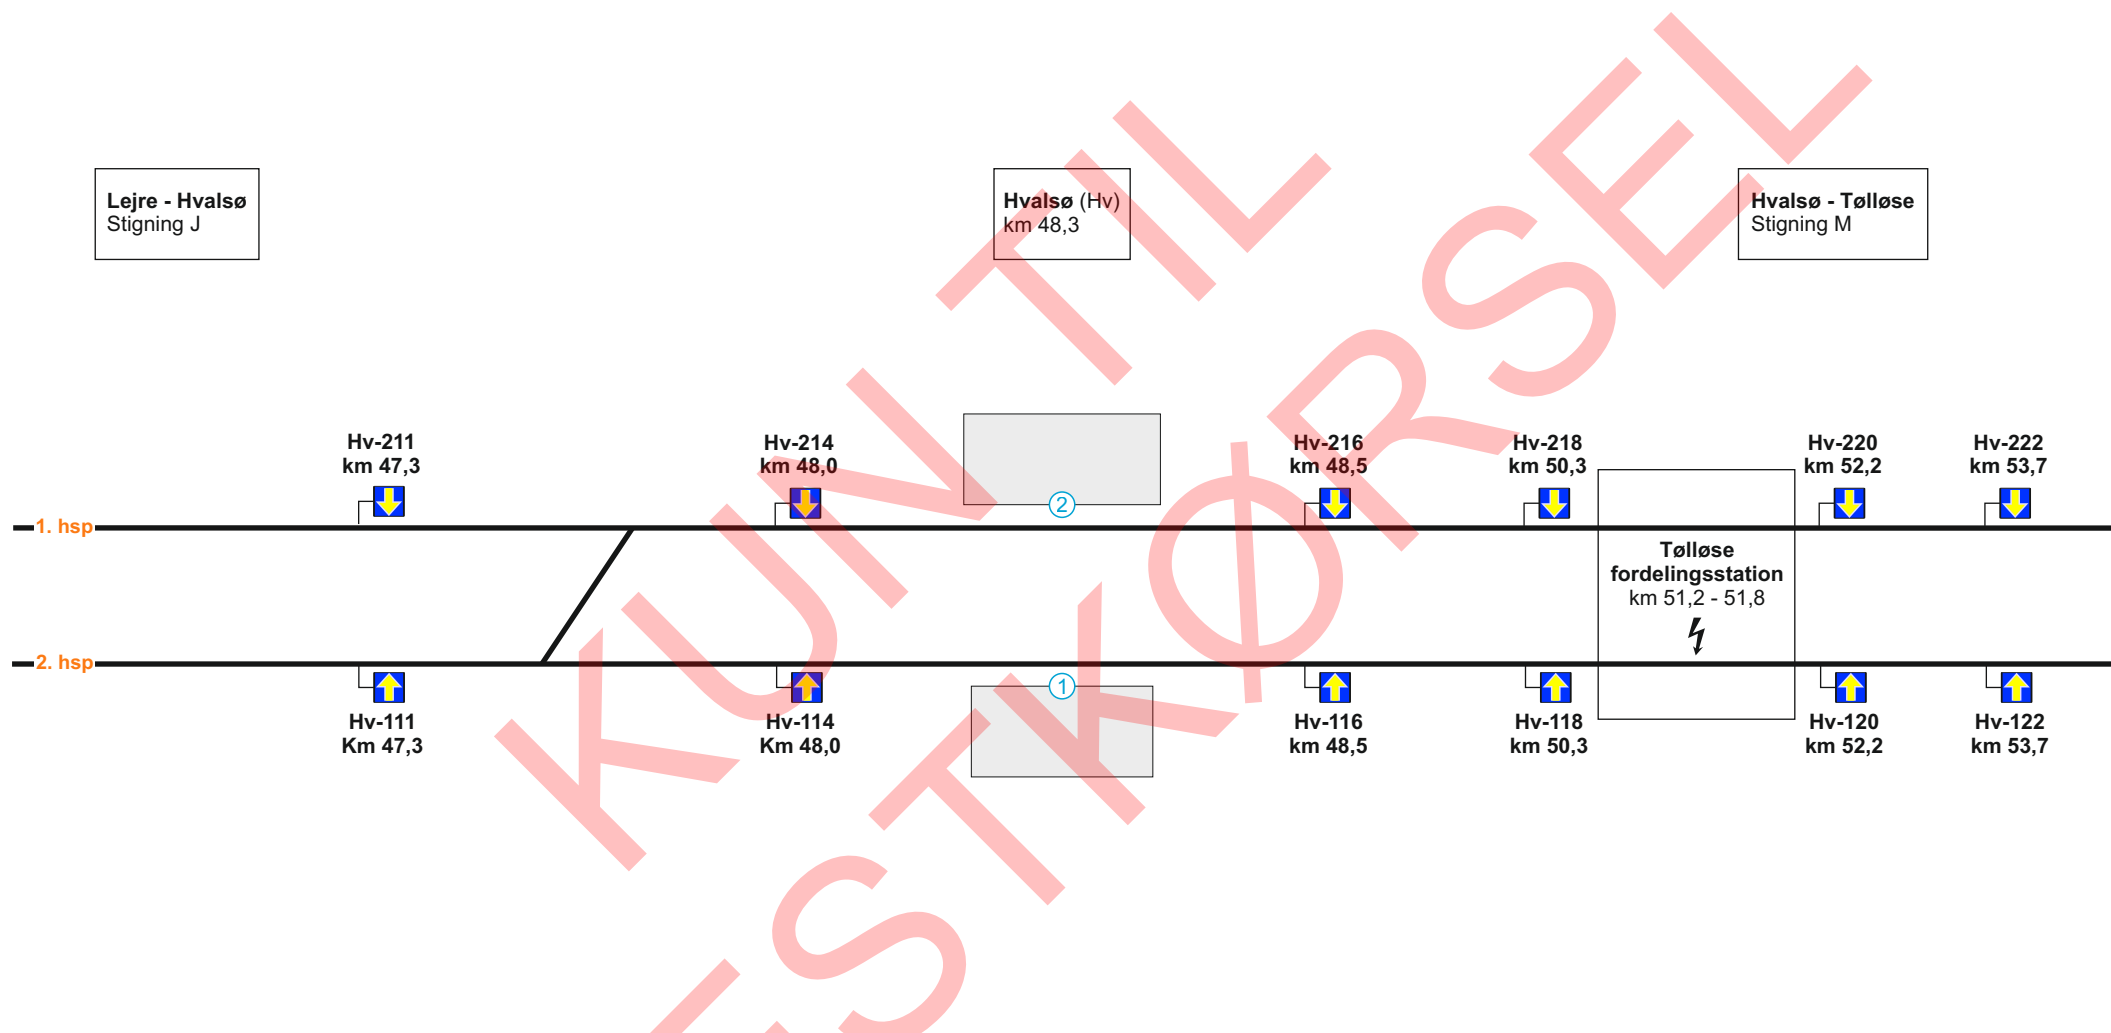 Lejre - Hvalsø
Stigning J
Hvalsø (Hv)
km 48,3
Hvalsø - Tølløse
Stigning M
Hv-211
km 47,3
Hv-214
km 48,0
Hv-216
km 48,5
Hv-218
km 50,3
Hv-220
km 52,2
Hv-222
km 53,7
2
1. hsp
Tølløse
fordelingsstation
km 51,2 - 51,8
2. hsp
1
Hv-111
Km 47,3
Hv-114
Km 48,0
Hv-116
km 48,5
Hv-118
km 50,3
Hv-120
km 52,2
Hv-122
km 53,7
KUN TIL
ESTKØRSEL